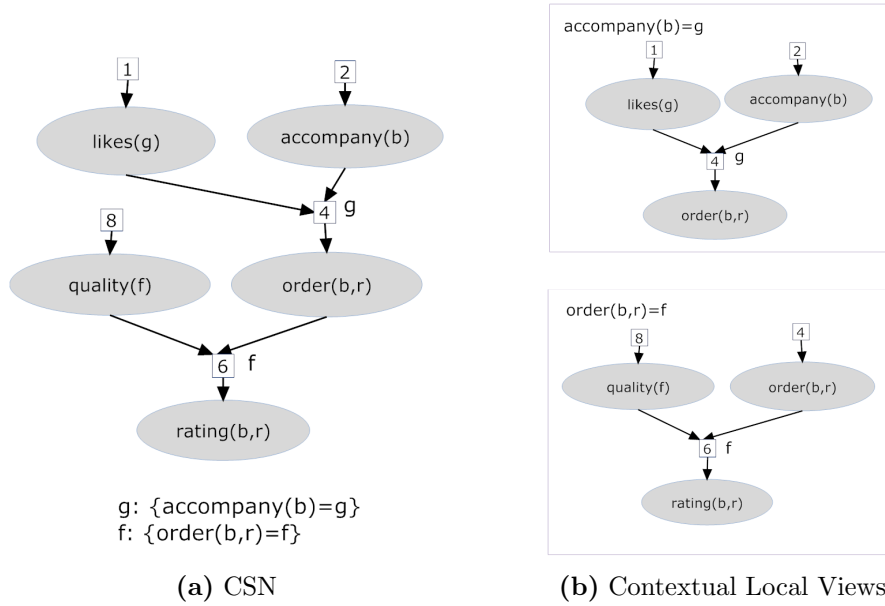 1
2
likes(g)
accompany(b)
4
g
8
quality(f)
order(b,r)
6
f
rating(b,r)
g: {accompany(b)=g}
f: {order(b,r)=f}
(a) CSN
accompany(b)=g
1
2
likes(g)
accompany(b)
4
g
order(b,r)
order(b,r)=f
8
4
quality(f)
order(b,r)
6
f
rating(b,r)
(b) Contextual Local Views